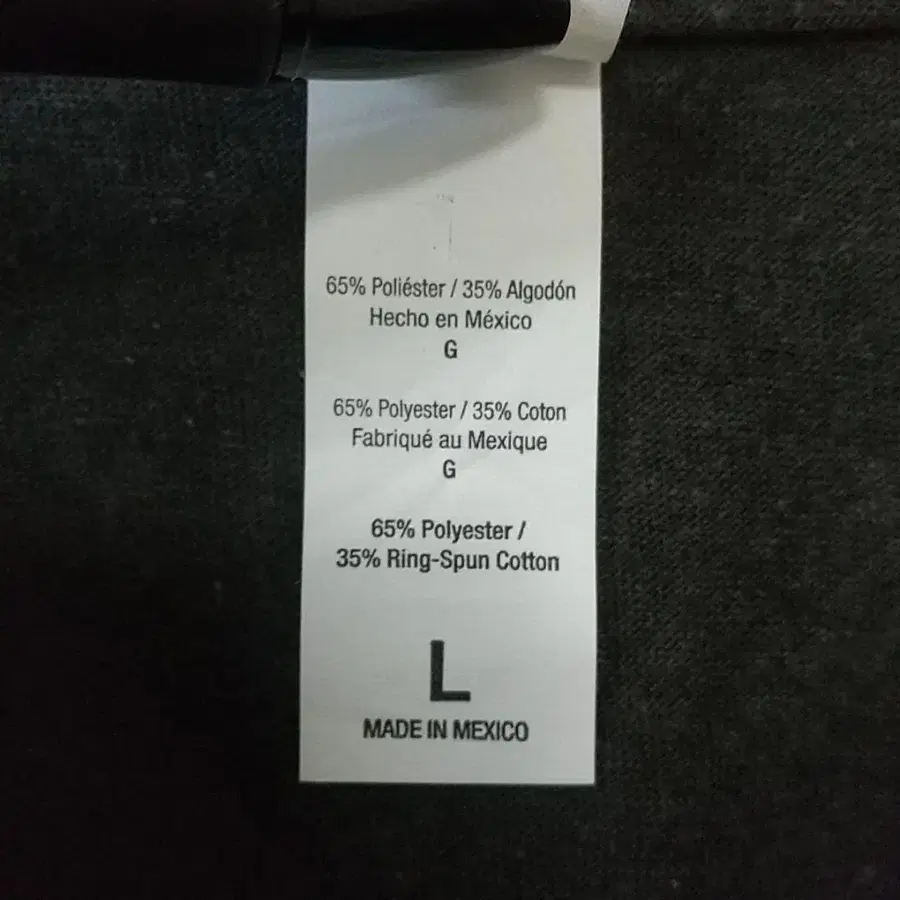 65% Poliéster / 35% Algodón
Hecho en México
G
65% Polyester / 35% Coton
Fabriqué au Mexique
G
65% Polyester /
35% Ring-Spun Cotton
L
MADE IN MEXICO